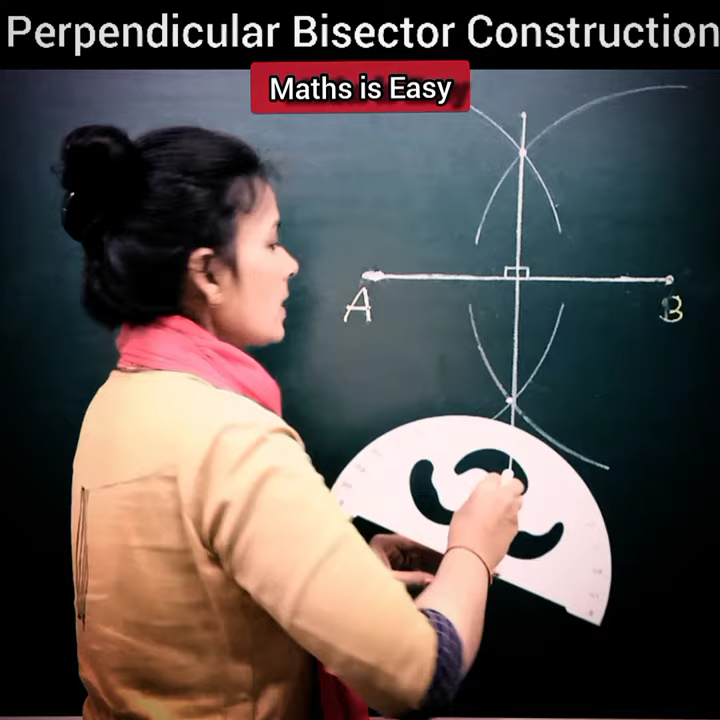 Perpendicular Bisector Construction
Maths is Easy
A
B